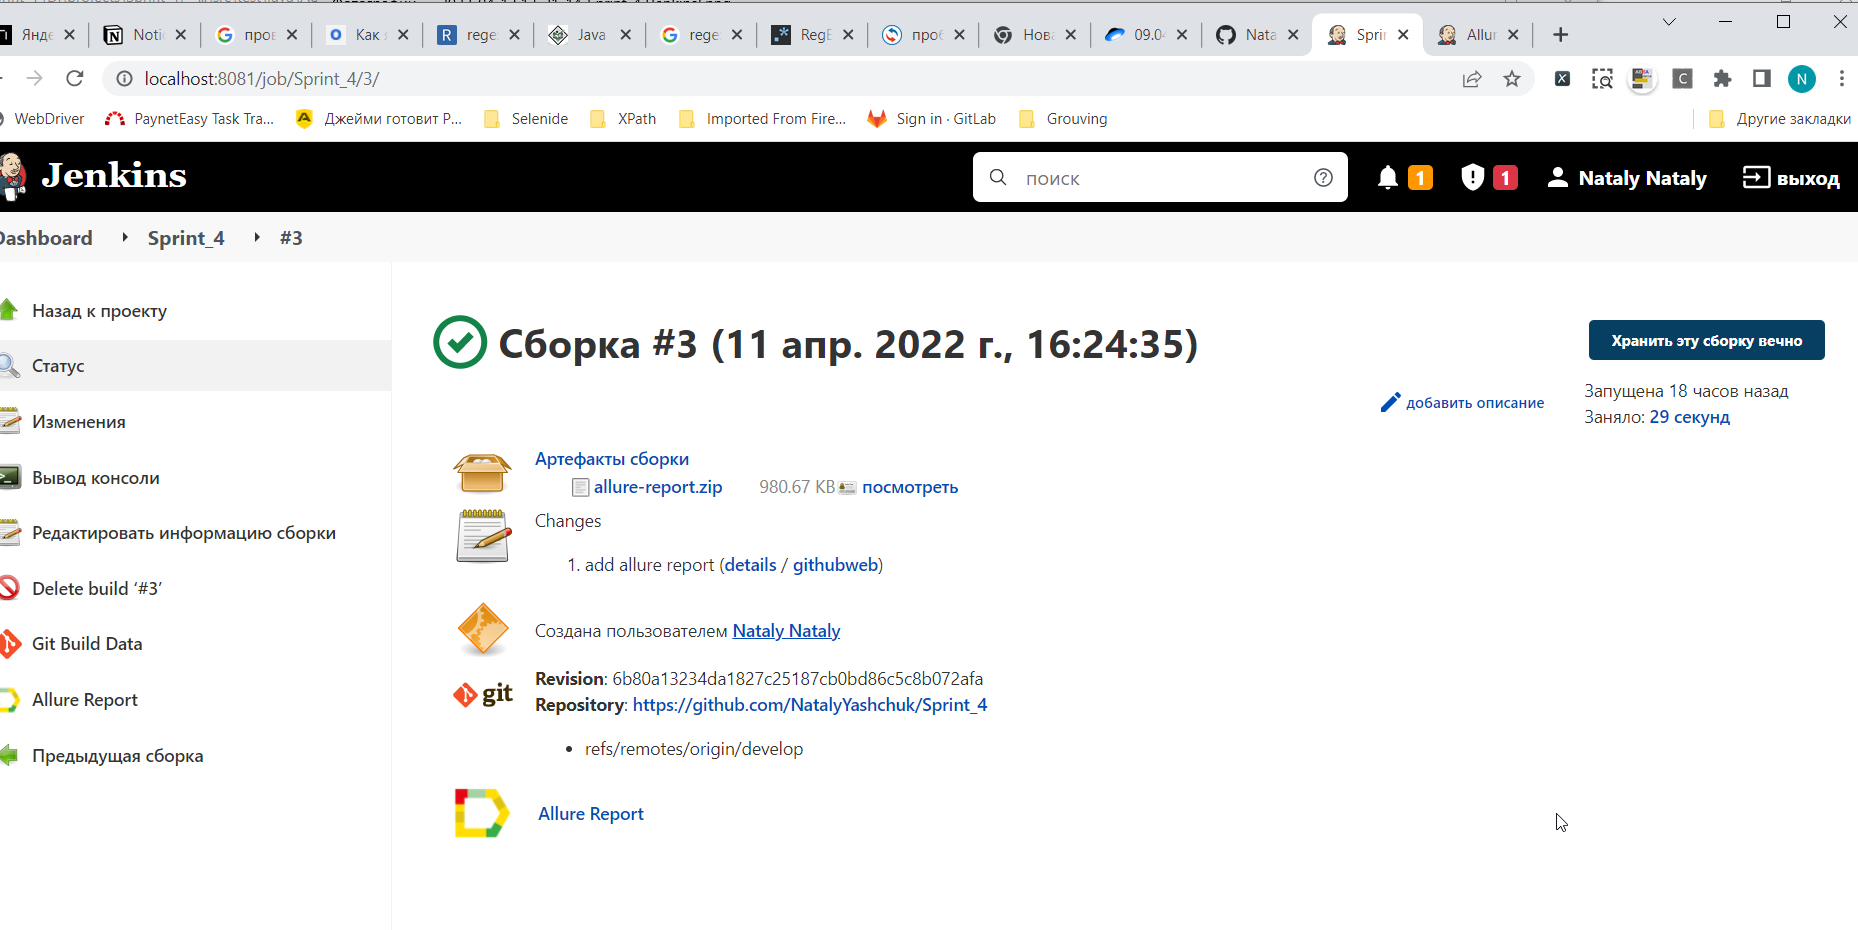 Янде
Notic
пров
Как
rege
Java
rege
RegE
проб
Нова
09.04
Nata
Sprin
Allur
localhost:8081/job/Sprint_4/3/
N
WebDriver
PaynetEasy Task Tra...
Джейми готовит Р...
Selenide
XPath
Imported From Fire...
Sign in · GitLab
Grouving
Другие закладки
Jenkins
поиск
1
1
Nataly Nataly
выход
Dashboard
Sprint_4
#3
Назад к проекту
Статус
Изменения
Вывод консоли
Редактировать информацию сборки
Delete build ‘#3’
Git Build Data
Allure Report
Предыдущая сборка
Сборка #3 (11 апр. 2022 г., 16:24:35)
Хранить эту сборку вечно
добавить описание
Запущена 18 часов назад
Заняло: 29 секунд
Артефакты сборки
allure-report.zip 980.67 KB посмотреть
Changes
1. add allure report (details / githubweb)
Создана пользователем Nataly Nataly
git
Revision: 6b80a13234da1827c25187cb0bd86c5c8b072afa
Repository: https://github.com/NatalyYashchuk/Sprint_4
• refs/remotes/origin/develop
Allure Report